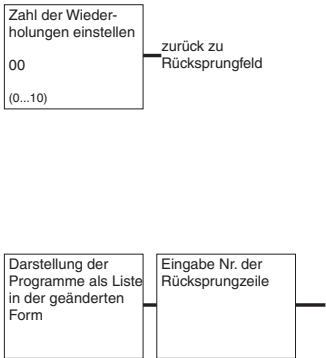 Zahl der Wieder-
holungen einstellen
00
(0...10)
zurück zu
Rücksprungfeld
Darstellung der
Programme als Liste
in der geänderten
Form
Eingabe Nr. der
Rücksprungzeile